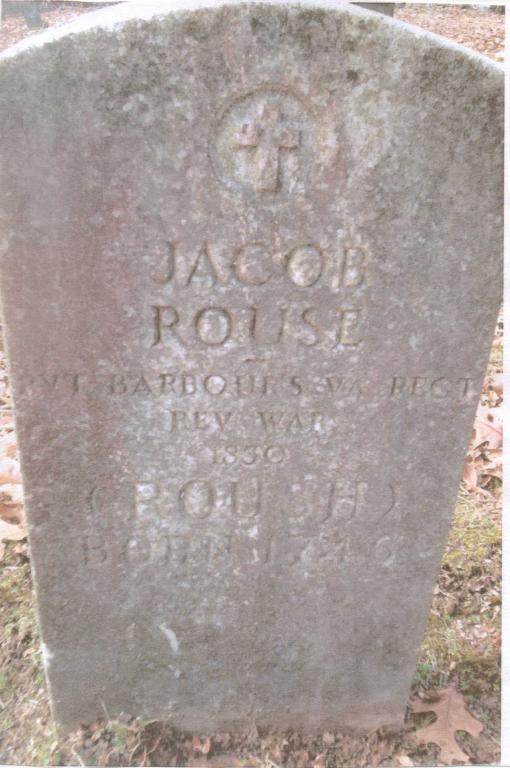 JACOB
ROUSE
PVT BARBOUR'S VA REGT
REV WAR
1830
(ROUSH)
BORN 1746